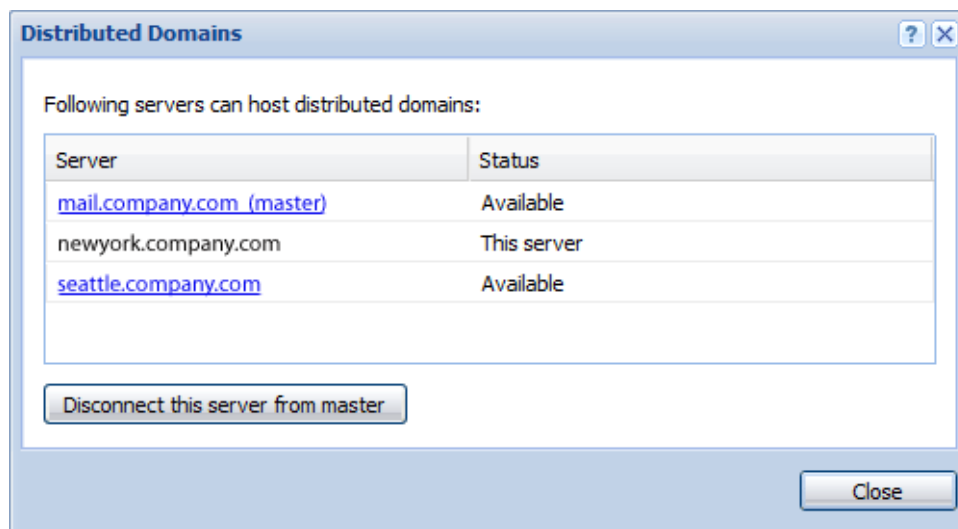 Distributed Domains
Following servers can host distributed domains:
Server Status
mail.company.com (master) Available
newyork.company.com This server
seattle.company.com Available
Disconnect this server from master
Close